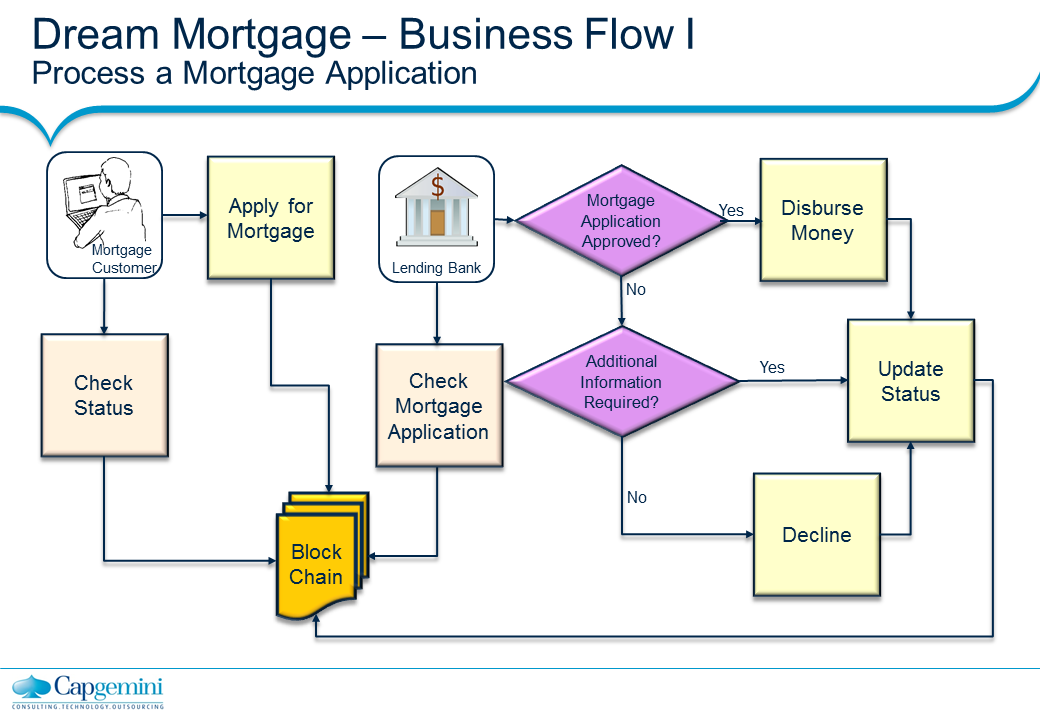 Dream Mortgage – Business Flow I
Process a Mortgage Application
Mortgage
Customer
Apply for
Mortgage
$
Lending Bank
Mortgage
Application
Approved?
Yes
Disburse
Money
No
Check
Status
Check
Mortgage
Application
Additional
Information
Required?
Yes
Update
Status
No
Decline
Block
Chain
Capgemini
CONSULTING.TECHNOLOGY.OUTSOURCING